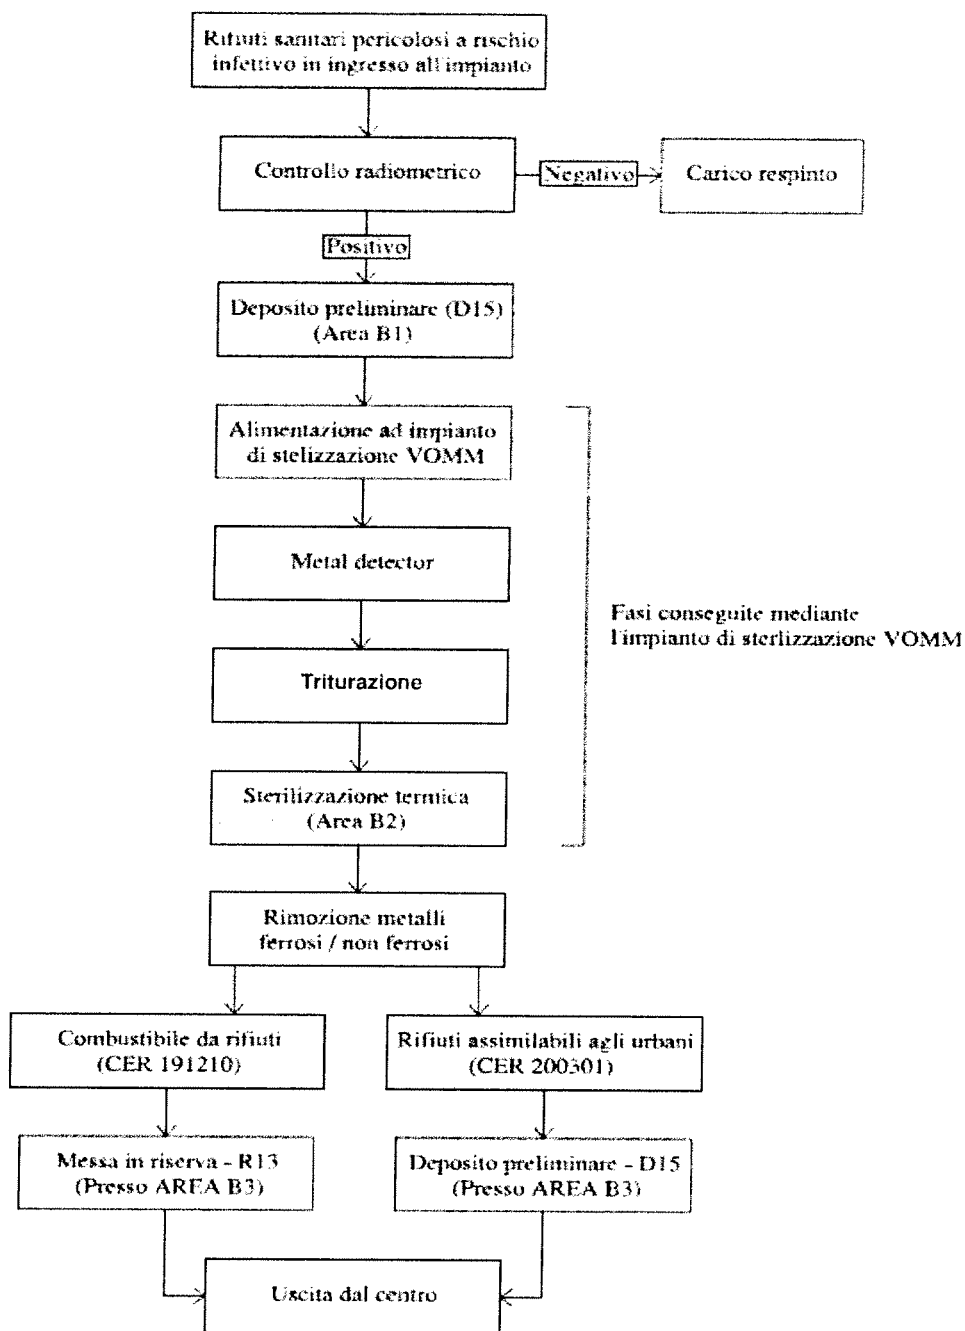 Rifiuti sanitari pericolosi a rischio
infettivo in ingresso all'impianto
Controllo radiometrico
Negativo
Carico respinto
Positivo
Deposito preliminare (D15)
(Area B1)
Alimentazione ad impianto
di stelizzazione VOMM
Metal detector
Fasi conseguite mediante
l'impianto di sterlizzazione VOMM
Triturazione
Sterilizzazione termica
(Area B2)
Rimozione metalli
ferrosi / non ferrosi
Combustibile da rifiuti
(CER 191210)
Rifiuti assimilabili agli urbani
(CER 200301)
Messa in riserva - R13
(Presso AREA B3)
Deposito preliminare - D15
(Presso AREA B3)
Uscita dal centro